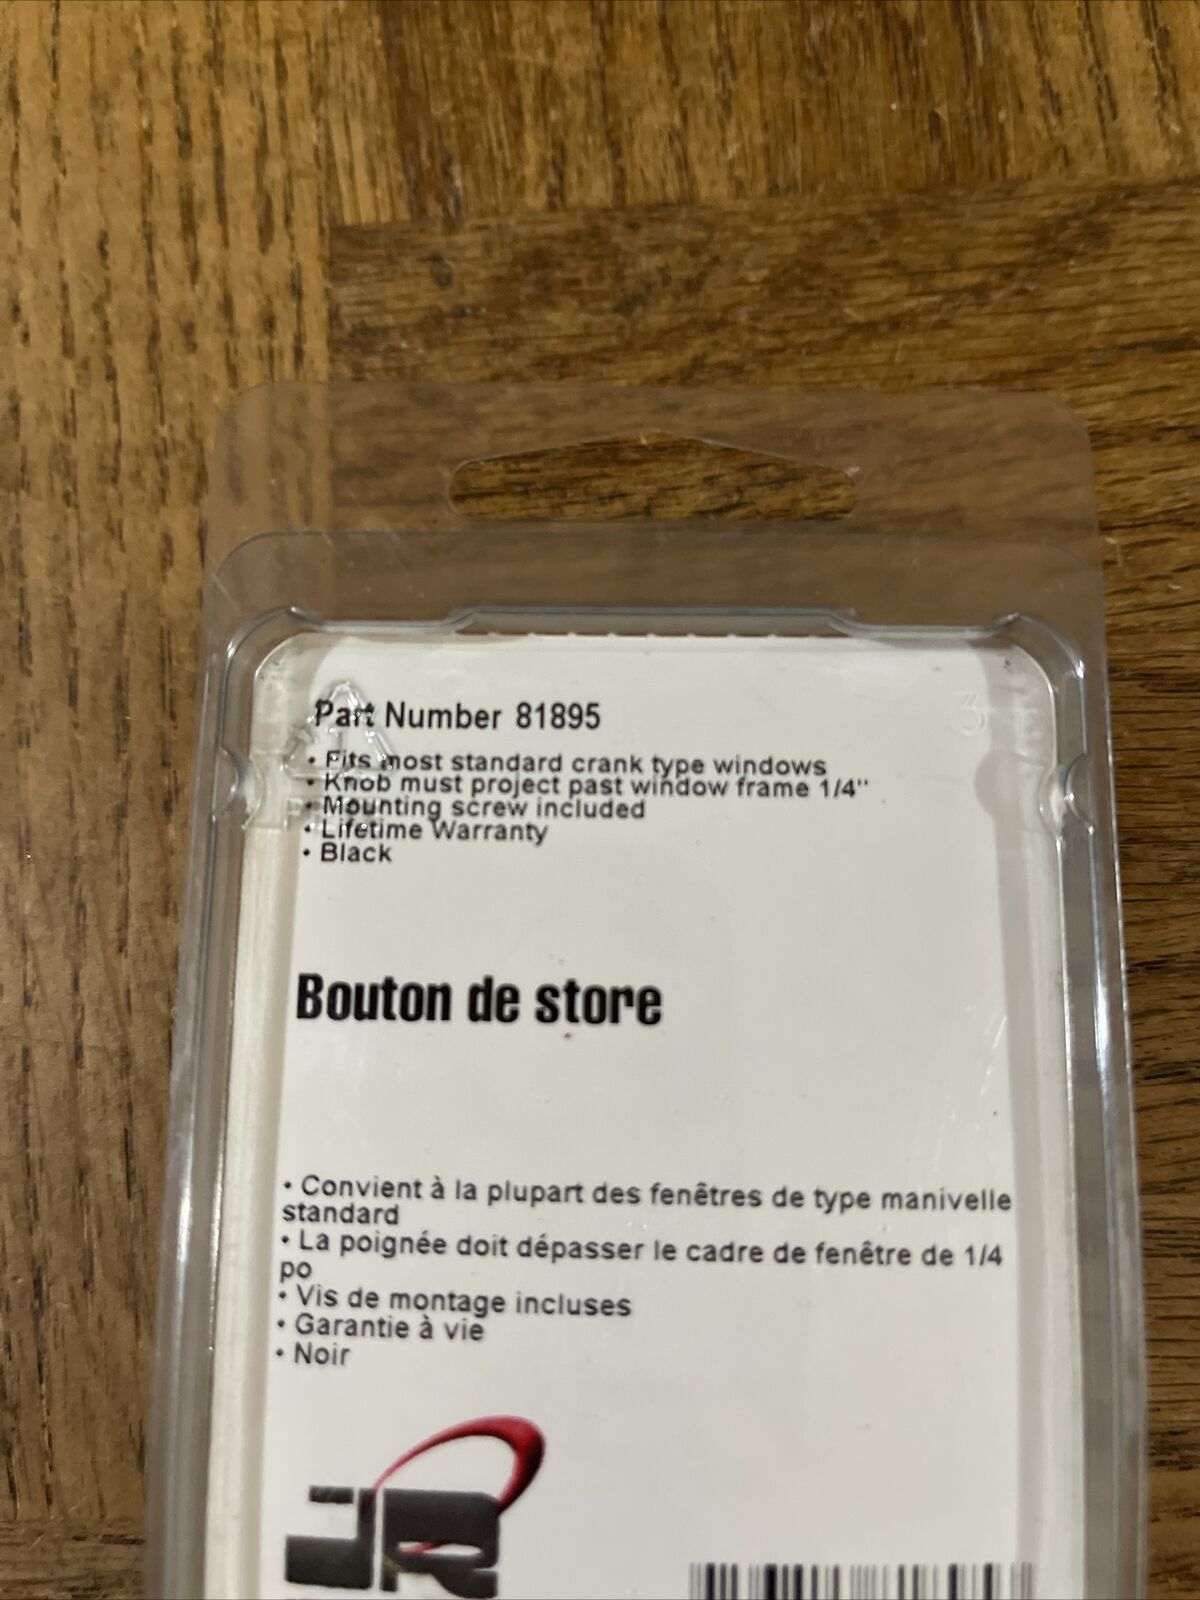 Part Number 81895
• Fits most standard crank type windows
• Knob must project past window frame 1/4"
• Mounting screw included
• Lifetime Warranty
• Black
3
Bouton de store
• Convient à la plupart des fenêtres de type manivelle
standard
• La poignée doit dépasser le cadre de fenêtre de 1/4
po
• Vis de montage incluses
• Garantie à vie
• Noir
JR